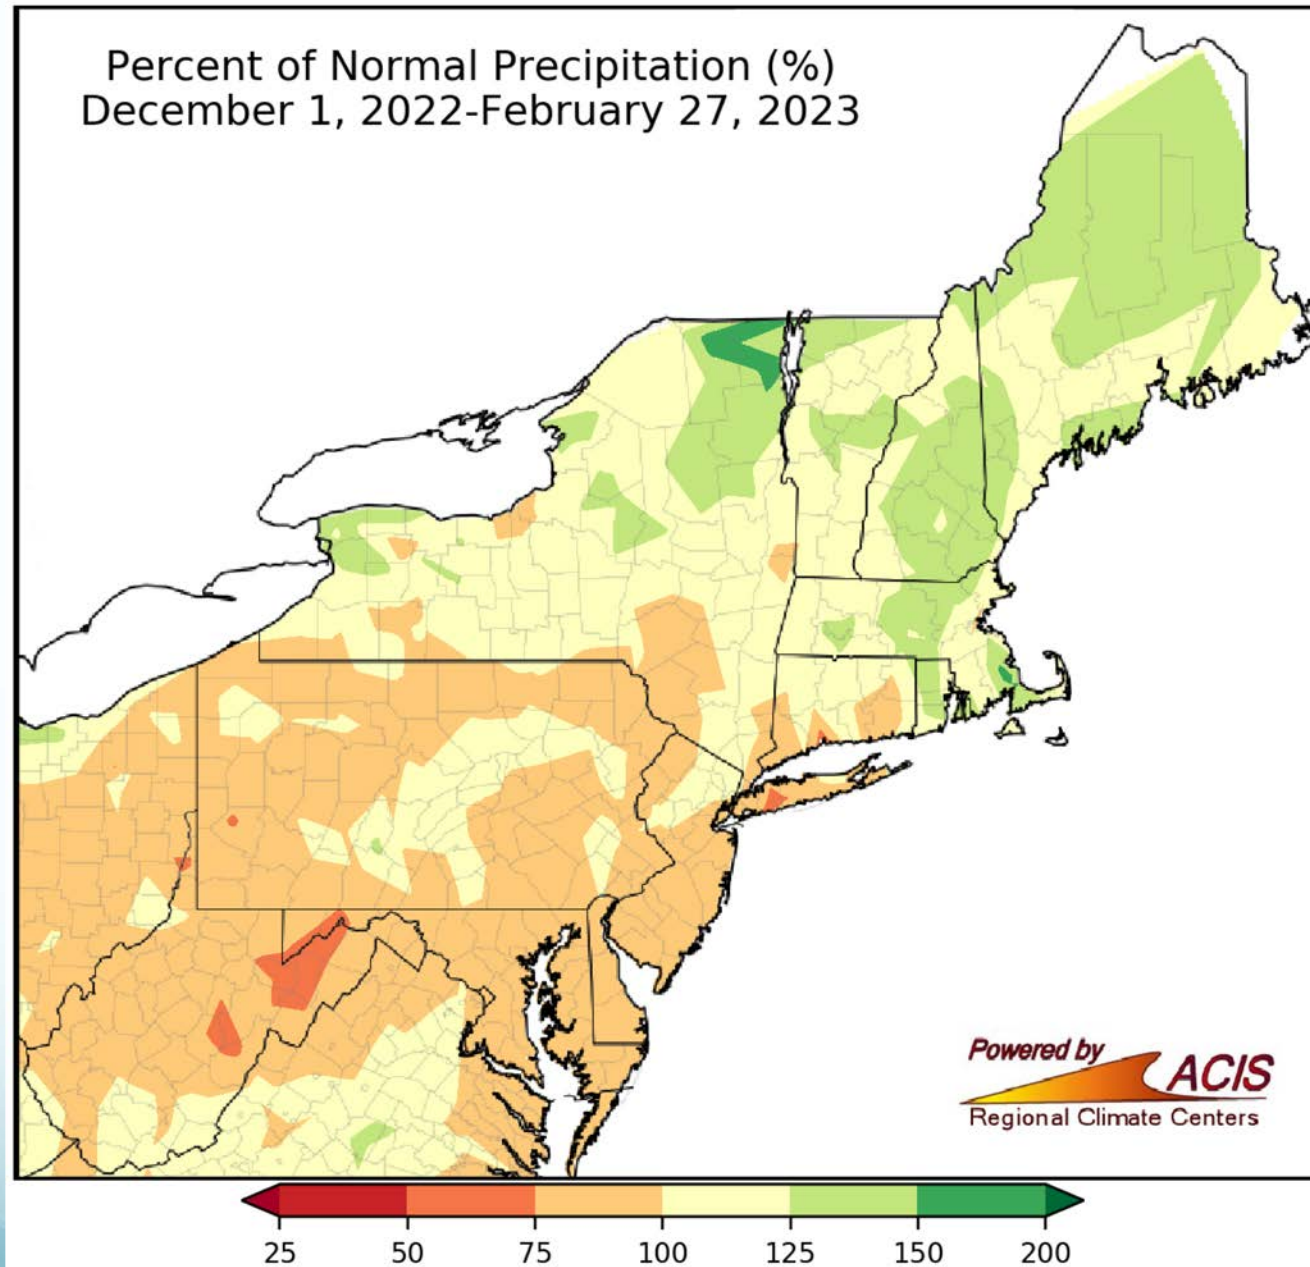 Percent of Normal Precipitation (%)
December 1, 2022-February 27, 2023
Powered by
ACIS
Regional Climate Centers
25 50 75 100 125 150 200